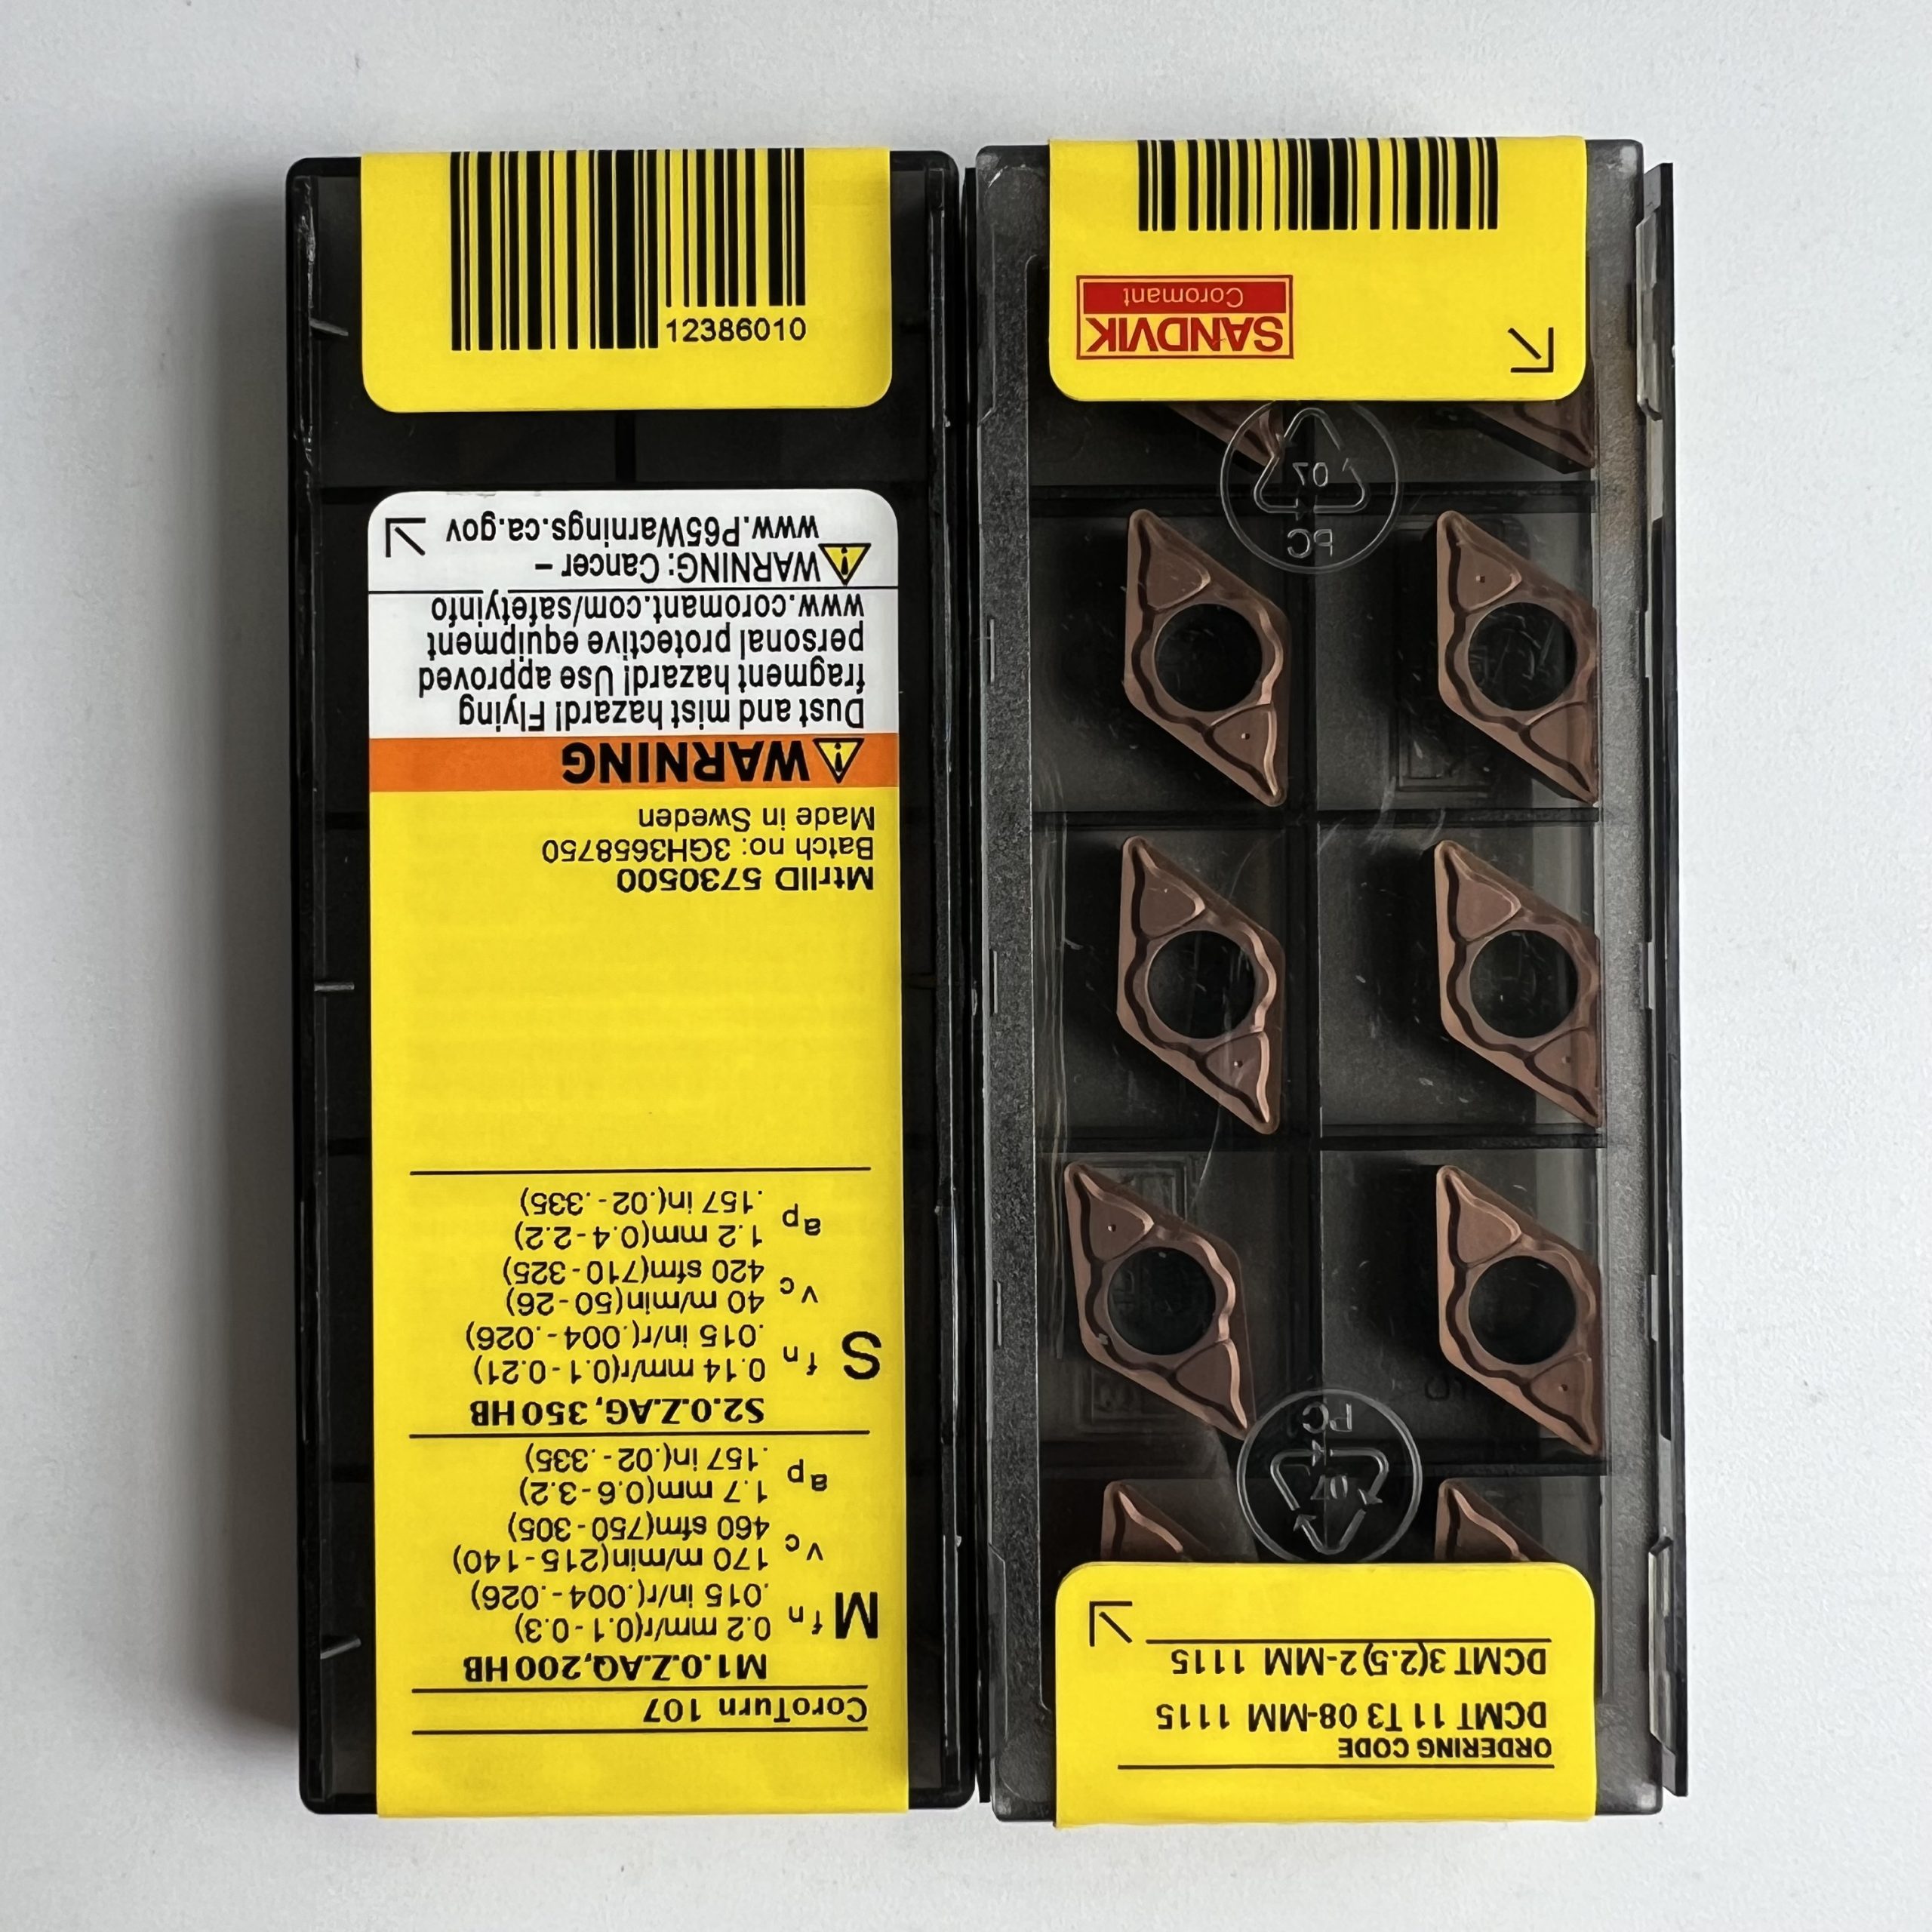 12386010
CoroTurn 107
M1.0.Z.AQ,200HB
M fn 0.2 mm/r(0.1-0.3)
.015 in/r(.004-.026)
vc 170 m/min(215-140)
460 sfm(750-305)
ap 1.7 mm(0.6-3.2)
.157 in(.02-.335)
S2.0.Z.AG, 350HB
S fn 0.14 mm/r(0.1-0.21)
.015 in/r(.004-.026)
vc 40 m/min(50-26)
420 sfm(710-325)
ap 1.2 mm(0.4-2.2)
.157 in(.02-.335)
MtrlID 5730500
Batch no: 3GH3658750
Made in Sweden
WARNING
Dust and mist hazard! Flying
fragment hazard! Use approved
personal protective equipment
www.coromant.com/safetyinfo
WARNING: Cancer –
www.P65Warnings.ca.gov
ORDERING CODE
DCMT 11 T3 08-MM 1115
DCMT 3(2.5)2-MM 1115
07
PC
07
PC
SANDVIK
Coromant